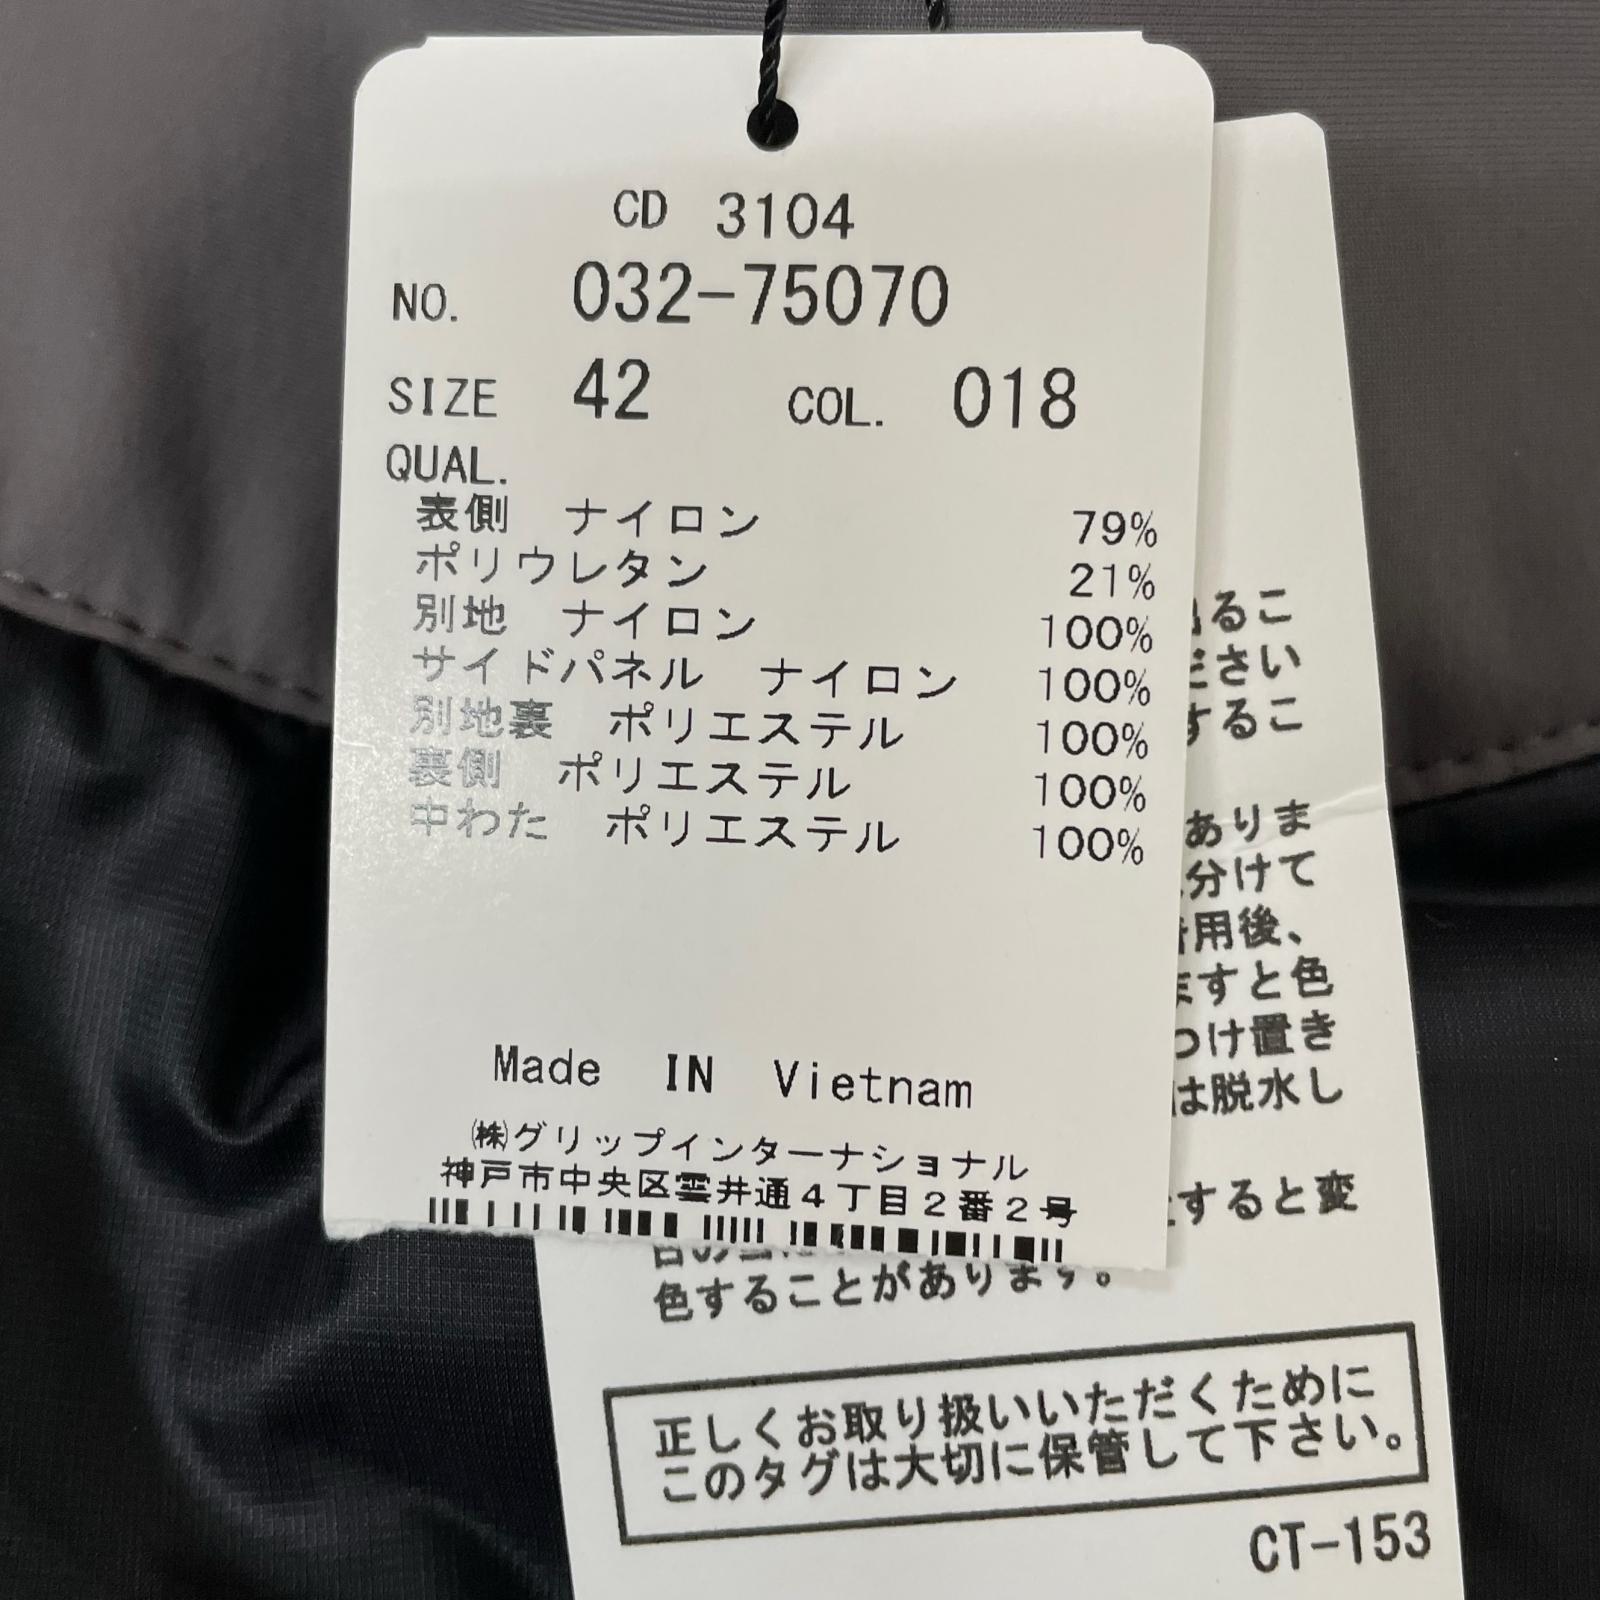 CD 3104
NO. 032-75070
SIZE 42 COL. 018
QUAL.
表側 ナイロン 79%
ポリウレタン 21%
別地 ナイロン 100%
サイドパネル ナイロン 100%
別地裏 ポリエステル 100%
裏側 ポリエステル 100%
中わた ポリエステル 100%
Made IN Vietnam
㈱グリップインターナショナル
神戸市中央区雲井通4丁目2番2号
るこ
ださい
するこ
ありま
分けて
用後、
ますと色
つけ置き
は脱水し
すると変
色することがあります。
正しくお取り扱いいただくために
このタグは大切に保管して下さい。
CT-153